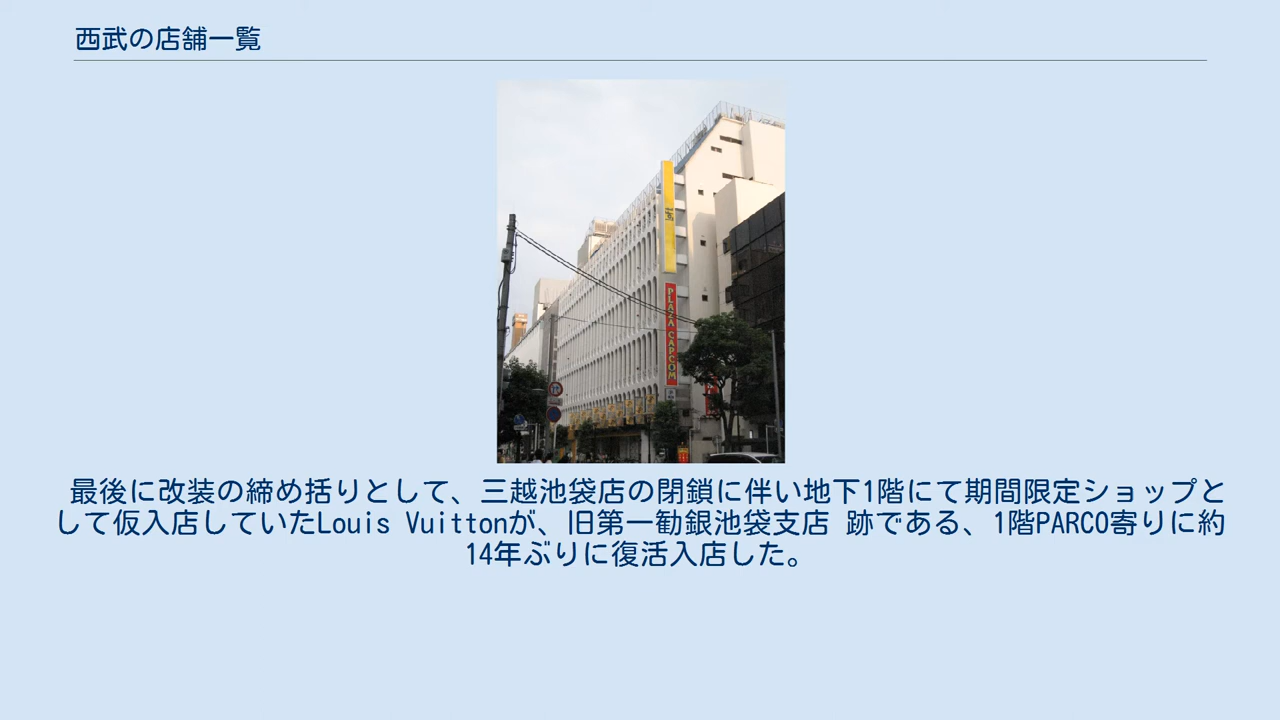 西武の店舗一覧
PLAZA CAPCOM
最後に改装の締め括りとして、三越池袋店の閉鎖に伴い地下1階にて期間限定ショップと
して仮入店していたLouis Vuittonが、旧第一勧銀池袋支店 跡である、1階PARCO寄りに約
14年ぶりに復活入店した。